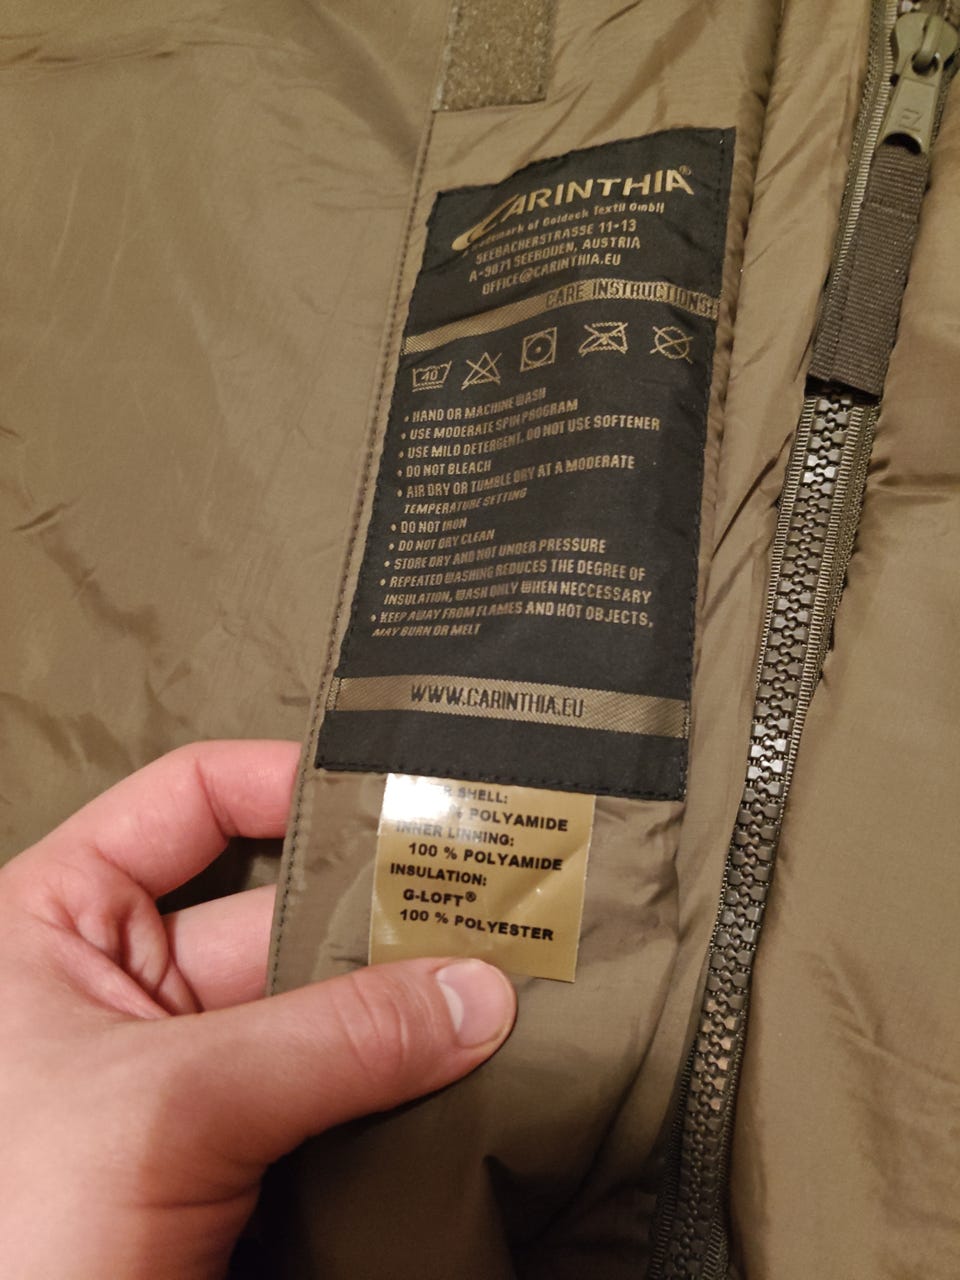 CARINTHIA®
a trademark of Goldeck Textil GmbH
SEEBACHERSTRASSE 11-13
A-9871 SEEBODEN, AUSTRIA
OFFICE@CARINTHIA.EU
CARE INSTRUCTIONS:
40
• HAND OR MACHINE WASH
• USE MODERATE SPIN PROGRAM
• USE MILD DETERGENT, DO NOT USE SOFTENER
• DO NOT BLEACH
• AIR DRY OR TUMBLE DRY AT A MODERATE
TEMPERATURE SETTING
• DO NOT IRON
• DO NOT DRY CLEAN
• STORE DRY AND NOT UNDER PRESSURE
• REPEATED WASHING REDUCES THE DEGREE OF
INSULATION, WASH ONLY WHEN NECCESSARY
• KEEP AWAY FROM FLAMES AND HOT OBJECTS,
MAY BURN OR MELT
WWW.CARINTHIA.EU
SHELL:
% POLYAMIDE
INNER LINNING:
100 % POLYAMIDE
INSULATION:
G-LOFT®
100 % POLYESTER